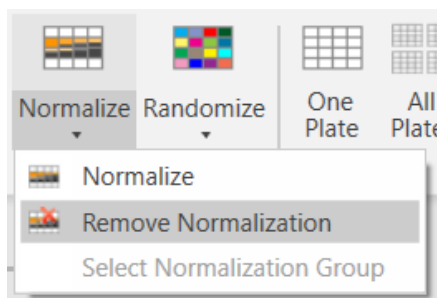 Normalize Randomize One All
Plate Plate
Normalize
Remove Normalization
Select Normalization Group